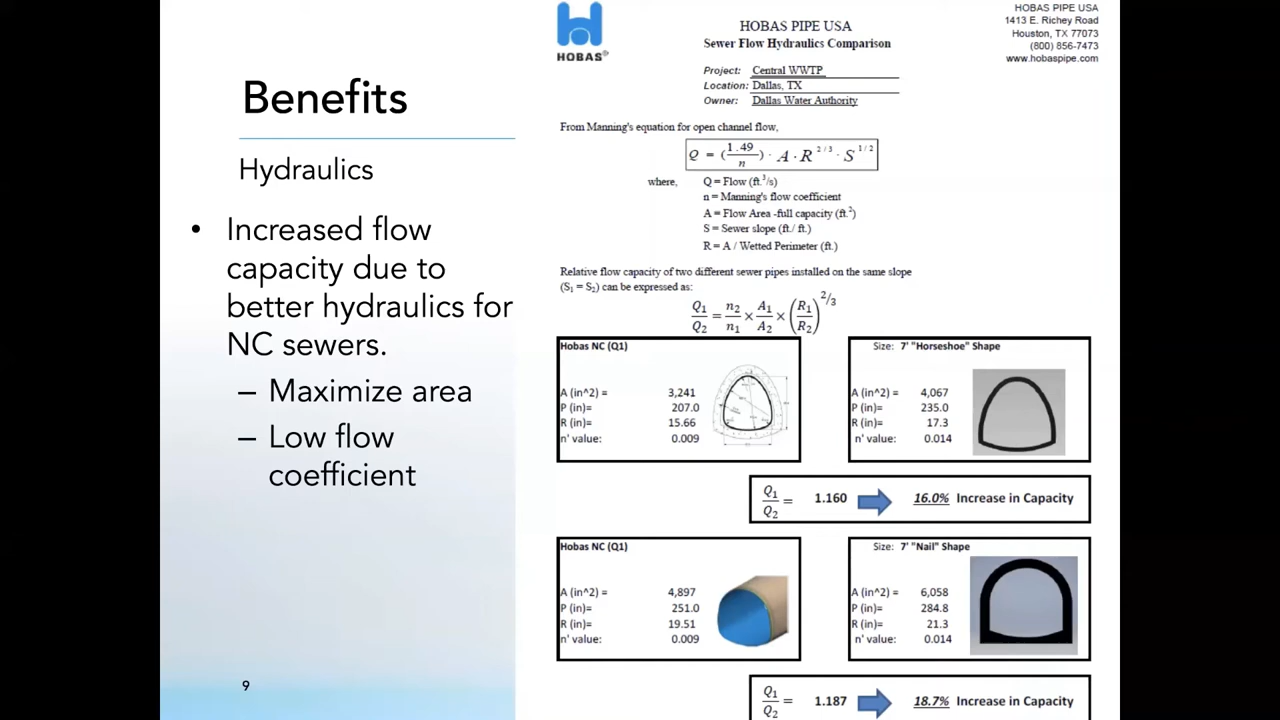 Benefits
Hydraulics
• Increased flow
capacity due to
better hydraulics for
NC sewers.
– Maximize area
– Low flow
coefficient
9
HOBAS®
HOBAS PIPE USA
Sewer Flow Hydraulics Comparison
HOBAS PIPE USA
1413 E. Richey Road
Houston, TX 77073
(800) 856-7473
www.hobaspipe.com
Project: Central WWTP
Location: Dallas, TX
Owner: Dallas Water Authority
From Manning's equation for open channel flow,
Q = (1.49/n) · A · R^2/3 · S^1/2
where, Q = Flow (ft.³/s)
n = Manning's flow coefficient
A = Flow Area -full capacity (ft.²)
S = Sewer slope (ft./ ft.)
R = A / Wetted Perimeter (ft.)
Relative flow capacity of two different sewer pipes installed on the same slope
(S₁ = S₂) can be expressed as:
Q₁/Q₂ = n₂/n₁ × A₁/A₂ × (R₁/R₂)^2/3
Hobas NC (Q1)
A (in^2) = 3,241
P (in)= 207.0
R (in)= 15.66
n' value: 0.009
Size: 7' "Horseshoe" Shape
A (in^2) = 4,067
P (in)= 235.0
R (in)= 17.3
n' value: 0.014
Q₁/Q₂ = 1.160 16.0% Increase in Capacity
Hobas NC (Q1)
A (in^2) = 4,897
P (in)= 251.0
R (in)= 19.51
n' value: 0.009
Size: 7' "Nail" Shape
A (in^2) = 6,058
P (in)= 284.8
R (in)= 21.3
n' value: 0.014
Q₁/Q₂ = 1.187 18.7% Increase in Capacity